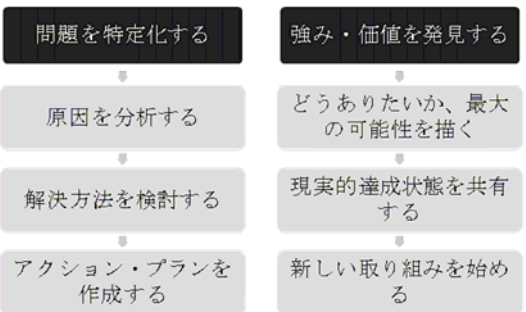 問題を特定化する
原因を分析する
解決方法を検討する
アクション・プランを
作成する
強み・価値を発見する
どうありたいか、最大
の可能性を描く
現実的達成状態を共有
する
新しい取り組みを始め
る